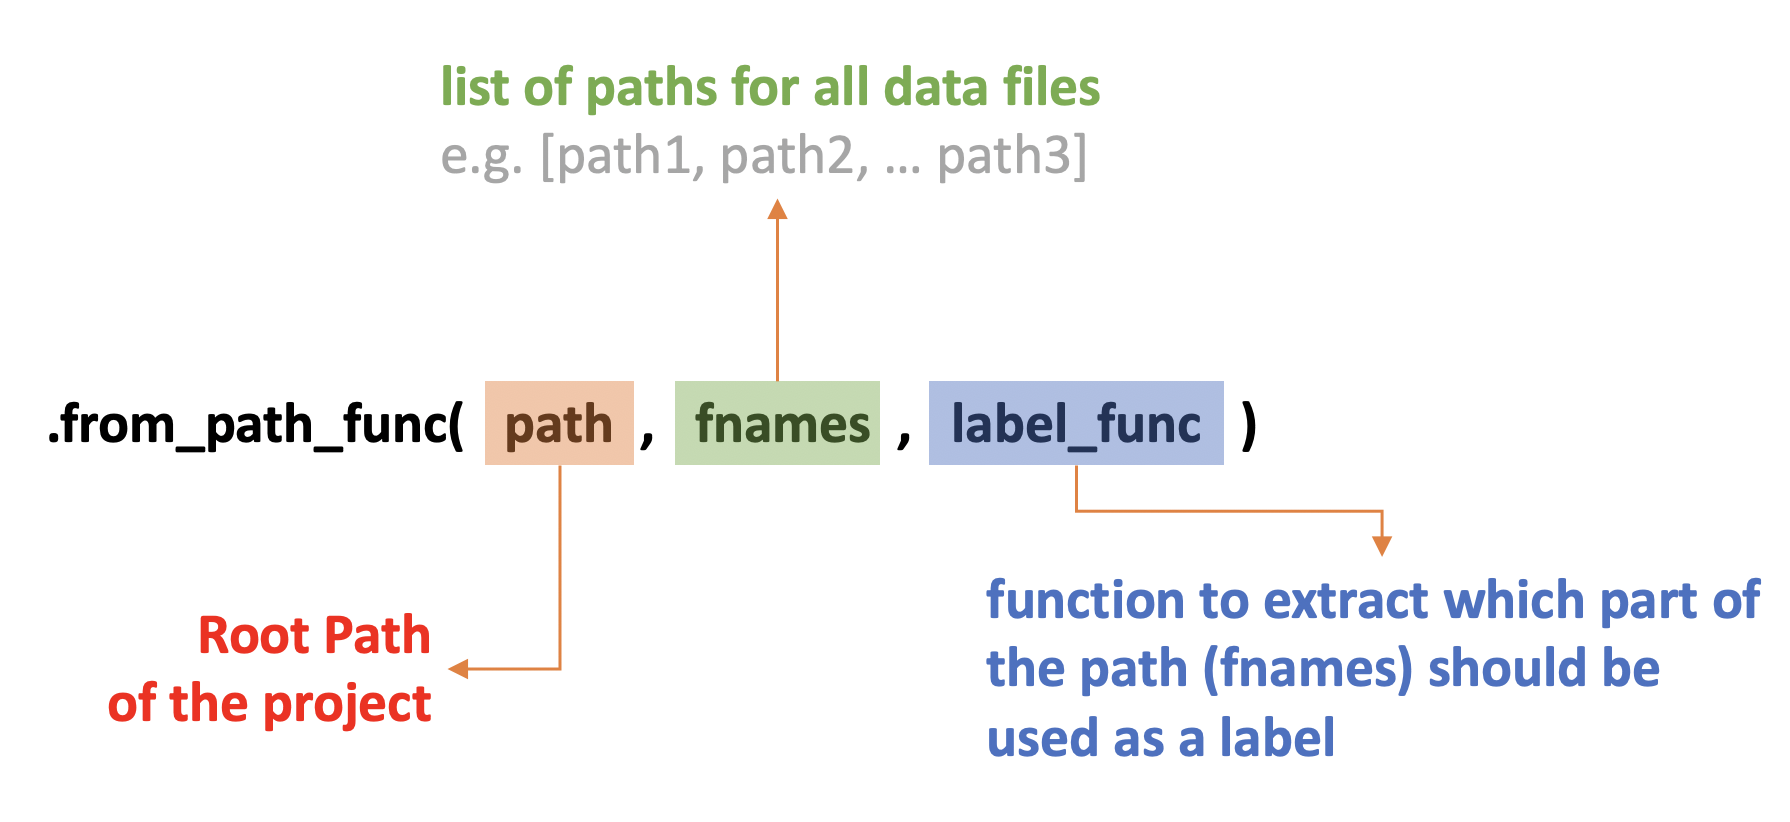 list of paths for all data files
e.g. [path1, path2, ... path3]
.from_path_func( path , fnames , label_func )
Root Path
of the project
function to extract which part of
the path (fnames) should be
used as a label